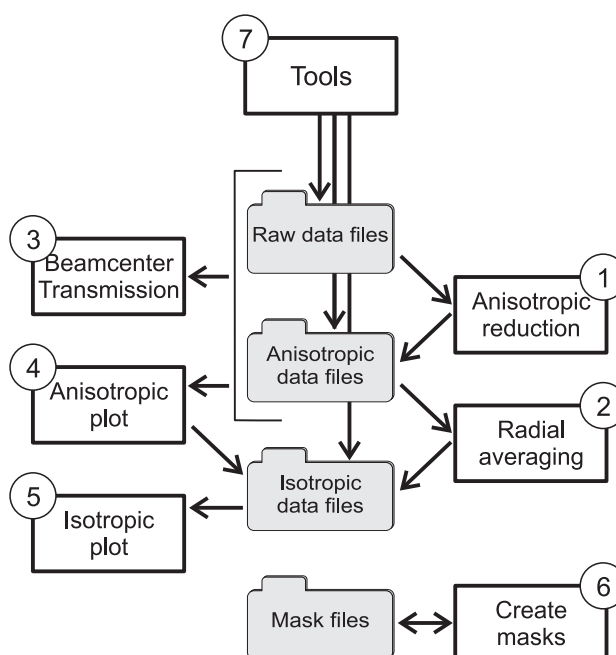 7
Tools
Raw data files
3
Beamcenter
Transmission
1
Anisotropic
reduction
Anisotropic
data files
4
Anisotropic
plot
2
Radial
averaging
Isotropic
data files
5
Isotropic
plot
Mask files
6
Create
masks